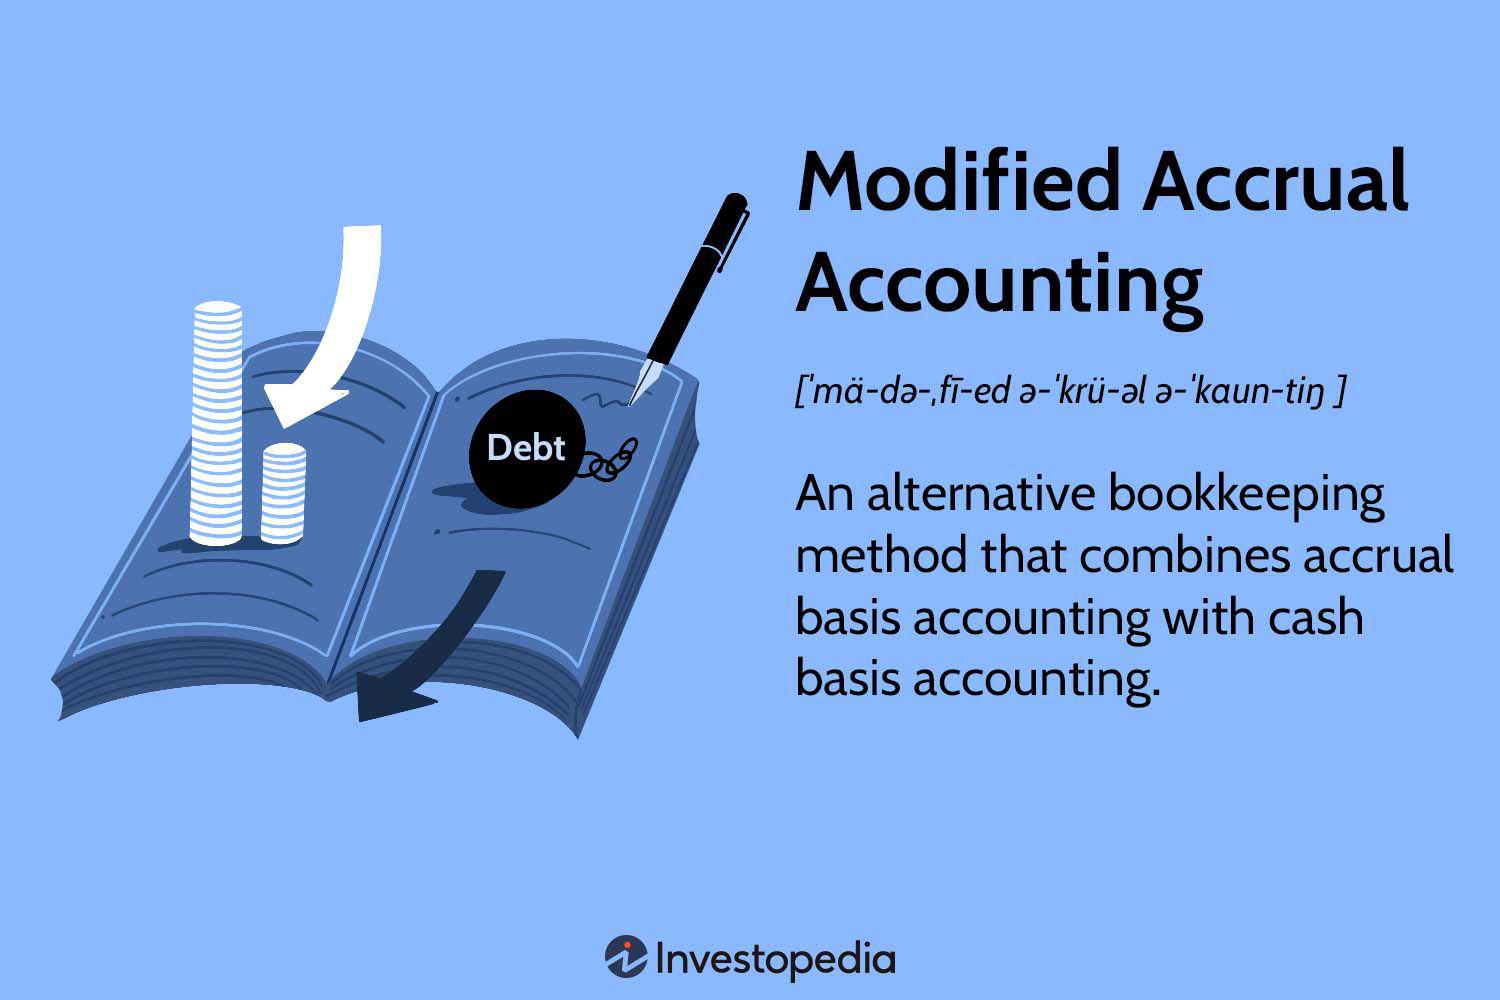 Modified Accrual
Accounting
[ˈmä-də-ˌfī-ed ə-ˈkrü-əl ə-ˈkaun-tiŋ ]
Debt
An alternative bookkeeping
method that combines accrual
basis accounting with cash
basis accounting.
Investopedia